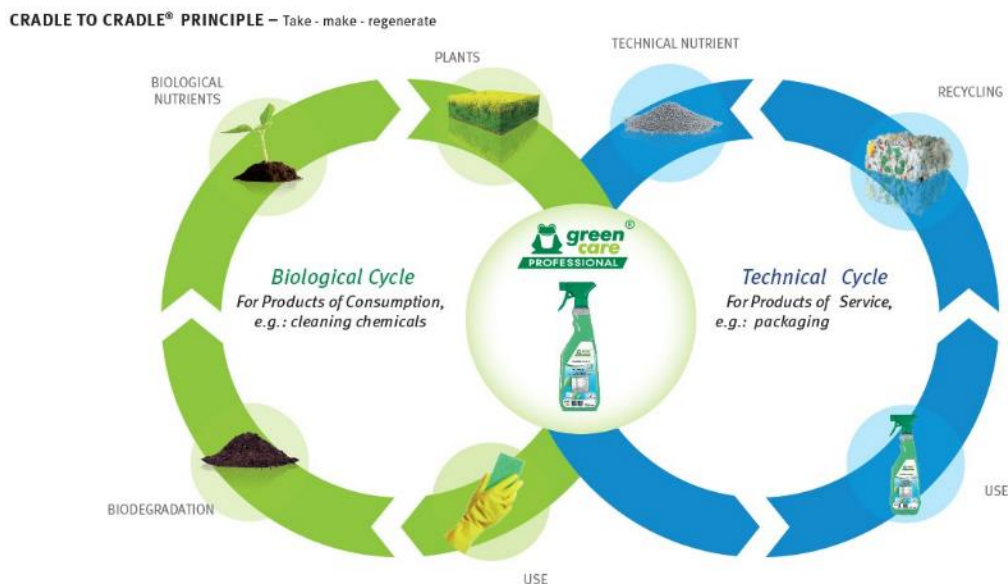 CRADLE TO CRADLE® PRINCIPLE – Take - make - regenerate
TECHNICAL NUTRIENT
PLANTS
BIOLOGICAL
NUTRIENTS
RECYCLING
green ®
care
PROFESSIONAL
Biological Cycle
For Products of Consumption,
e.g.: cleaning chemicals
Technical Cycle
For Products of Service,
e.g.: packaging
BIODEGRADATION
USE
USE